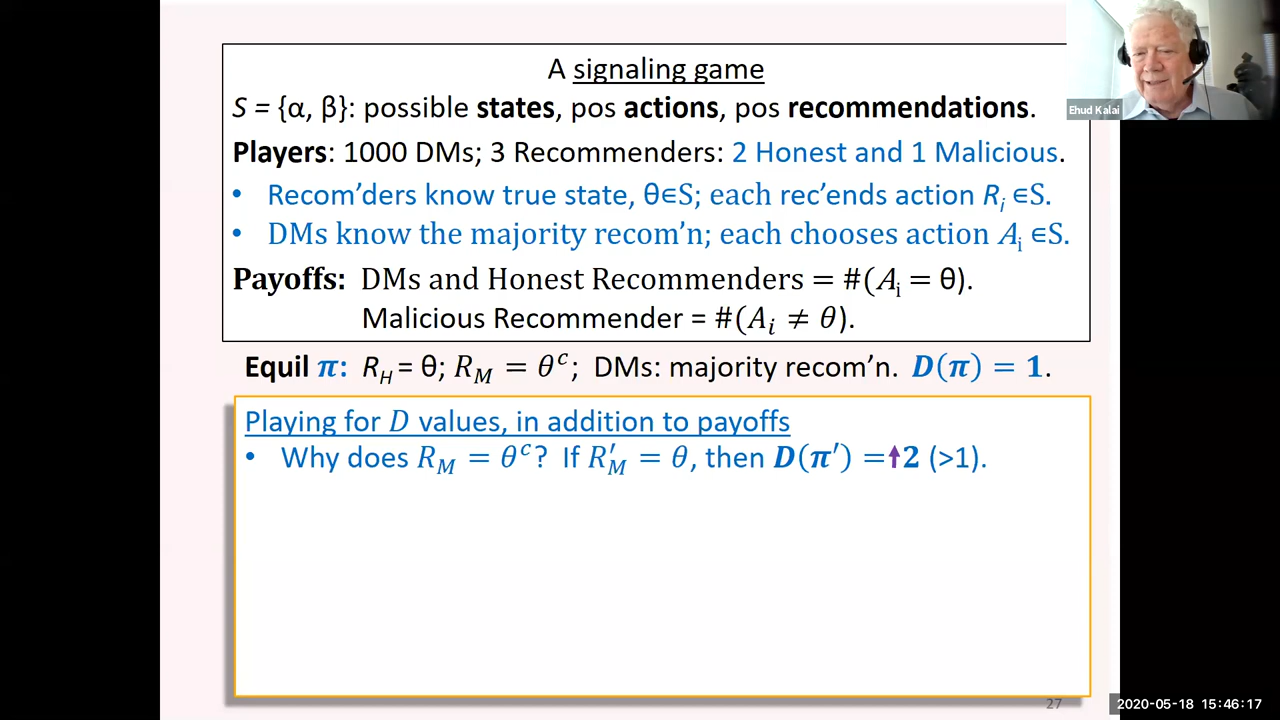 A signaling game
S = {α, β}: possible states, pos actions, pos recommendations.
Players: 1000 DMs; 3 Recommenders: 2 Honest and 1 Malicious.
• Recom'ders know true state, θ∈S; each rec'ends action Rᵢ ∈S.
• DMs know the majority recom'n; each chooses action Aᵢ ∈S.
Payoffs: DMs and Honest Recommenders = #(Aᵢ = θ).
Malicious Recommender = #(Aᵢ ≠ θ).
Equil π: R_H = θ; R_M = θᶜ; DMs: majority recom'n. D(π) = 1.
Playing for D values, in addition to payoffs
• Why does R_M = θᶜ? If R′_M = θ, then D(π′) =↑2 (>1).
27
Ehud Kalai
2020-05-18 15:46:17